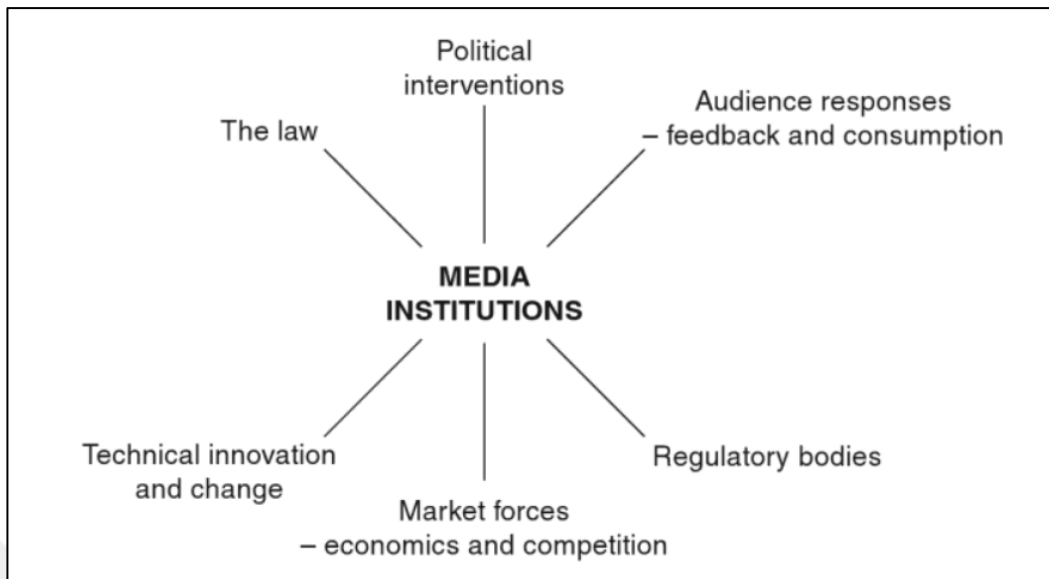 Political
interventions
Audience responses
– feedback and consumption
The law
MEDIA
INSTITUTIONS
Technical innovation
and change
Regulatory bodies
Market forces
– economics and competition